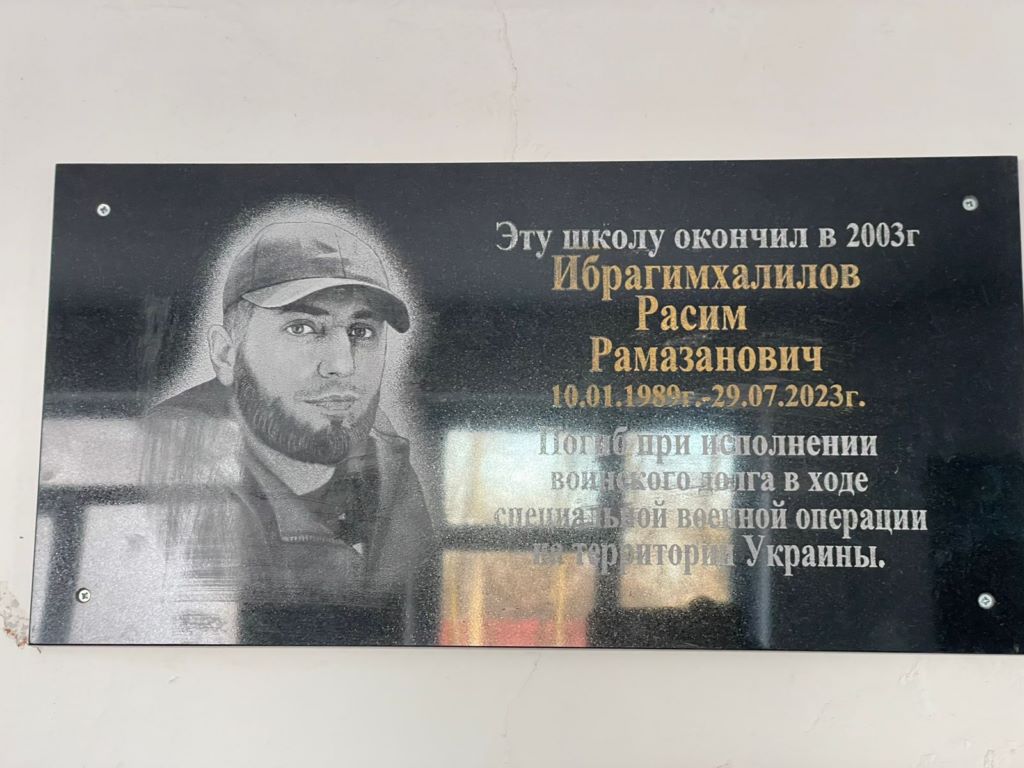 Эту школу окончил в 2003г
Ибрагимхалилов
Расим
Рамазанович
10.01.1989г.-29.07.2023г.
Погиб при исполнении
воинского долга в ходе
специальной военной операции
на территории Украины.